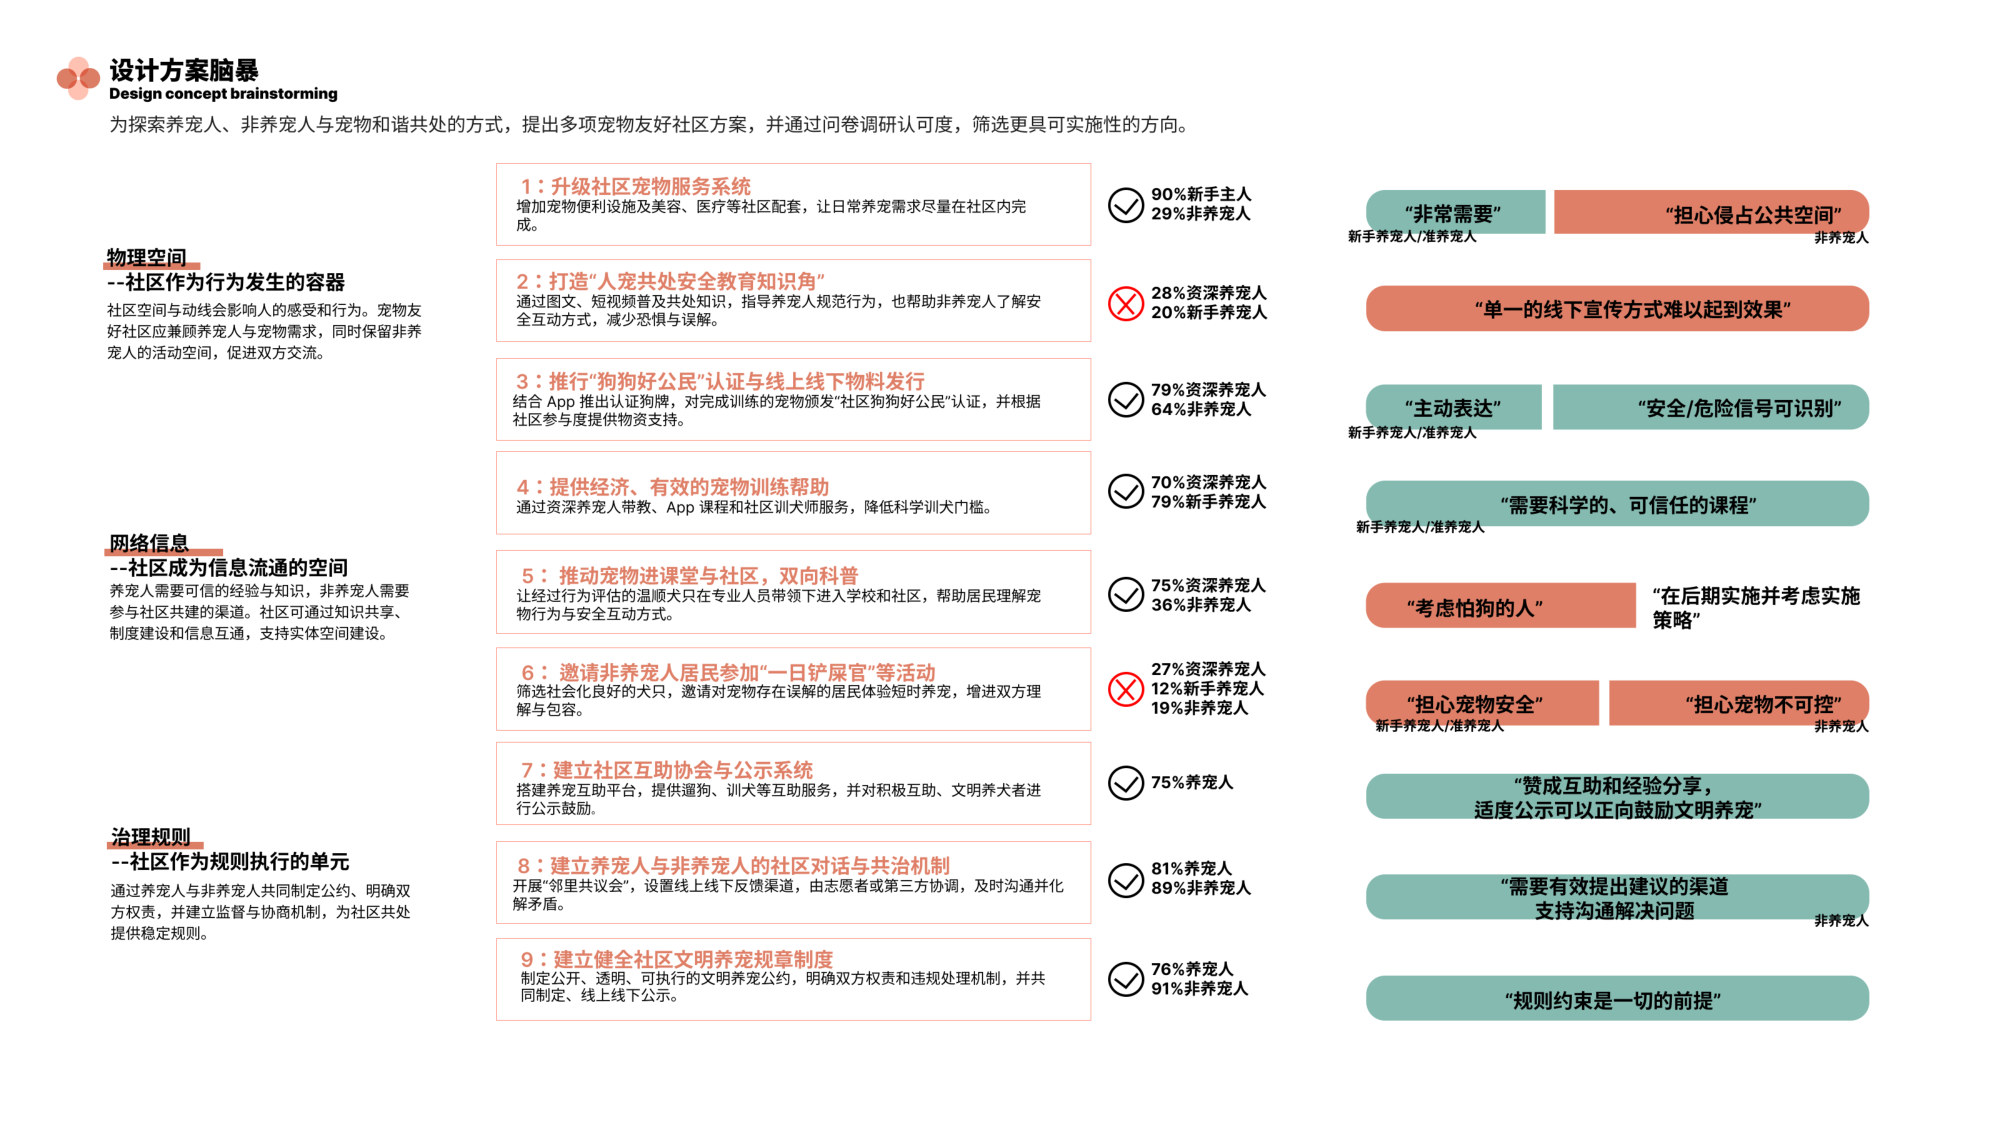 设计方案脑暴
Design concept brainstorming
为探索养宠人、非养宠人与宠物和谐共处的方式，提出多项宠物友好社区方案，并通过问卷调研认可度，筛选更具可实施性的方向。
物理空间
--社区作为行为发生的容器
社区空间与动线会影响人的感受和行为。宠物友
好社区应兼顾养宠人与宠物需求，同时保留非养
宠人的活动空间，促进双方交流。
网络信息
--社区成为信息流通的空间
养宠人需要可信的经验与知识，非养宠人需要
参与社区共建的渠道。社区可通过知识共享、
制度建设和信息互通，支持实体空间建设。
治理规则
--社区作为规则执行的单元
通过养宠人与非养宠人共同制定公约、明确双
方权责，并建立监督与协商机制，为社区共处
提供稳定规则。
1：升级社区宠物服务系统
增加宠物便利设施及美容、医疗等社区配套，让日常养宠需求尽量在社区内完
成。
90%新手主人
29%非养宠人
“非常需要”
新手养宠人/准养宠人
“担心侵占公共空间”
非养宠人
2：打造“人宠共处安全教育知识角”
通过图文、短视频普及共处知识，指导养宠人规范行为，也帮助非养宠人了解安
全互动方式，减少恐惧与误解。
28%资深养宠人
20%新手养宠人
“单一的线下宣传方式难以起到效果”
3：推行“狗狗好公民”认证与线上线下物料发行
结合 App 推出认证狗牌，对完成训练的宠物颁发“社区狗狗好公民”认证，并根据
社区参与度提供物资支持。
79%资深养宠人
64%非养宠人
“主动表达”
新手养宠人/准养宠人
“安全/危险信号可识别”
4：提供经济、有效的宠物训练帮助
通过资深养宠人带教、App 课程和社区训犬师服务，降低科学训犬门槛。
70%资深养宠人
79%新手养宠人
“需要科学的、可信任的课程”
新手养宠人/准养宠人
5： 推动宠物进课堂与社区，双向科普
让经过行为评估的温顺犬只在专业人员带领下进入学校和社区，帮助居民理解宠
物行为与安全互动方式。
75%资深养宠人
36%非养宠人
“考虑怕狗的人”
“在后期实施并考虑实施
策略”
6： 邀请非养宠人居民参加“一日铲屎官”等活动
筛选社会化良好的犬只，邀请对宠物存在误解的居民体验短时养宠，增进双方理
解与包容。
27%资深养宠人
12%新手养宠人
19%非养宠人
“担心宠物安全”
新手养宠人/准养宠人
“担心宠物不可控”
非养宠人
7：建立社区互助协会与公示系统
搭建养宠互助平台，提供遛狗、训犬等互助服务，并对积极互助、文明养犬者进
行公示鼓励。
75%养宠人
“赞成互助和经验分享，
适度公示可以正向鼓励文明养宠”
8：建立养宠人与非养宠人的社区对话与共治机制
开展“邻里共议会”，设置线上线下反馈渠道，由志愿者或第三方协调，及时沟通并化
解矛盾。
81%养宠人
89%非养宠人
“需要有效提出建议的渠道
支持沟通解决问题
非养宠人
9：建立健全社区文明养宠规章制度
制定公开、透明、可执行的文明养宠公约，明确双方权责和违规处理机制，并共
同制定、线上线下公示。
76%养宠人
91%非养宠人
“规则约束是一切的前提”